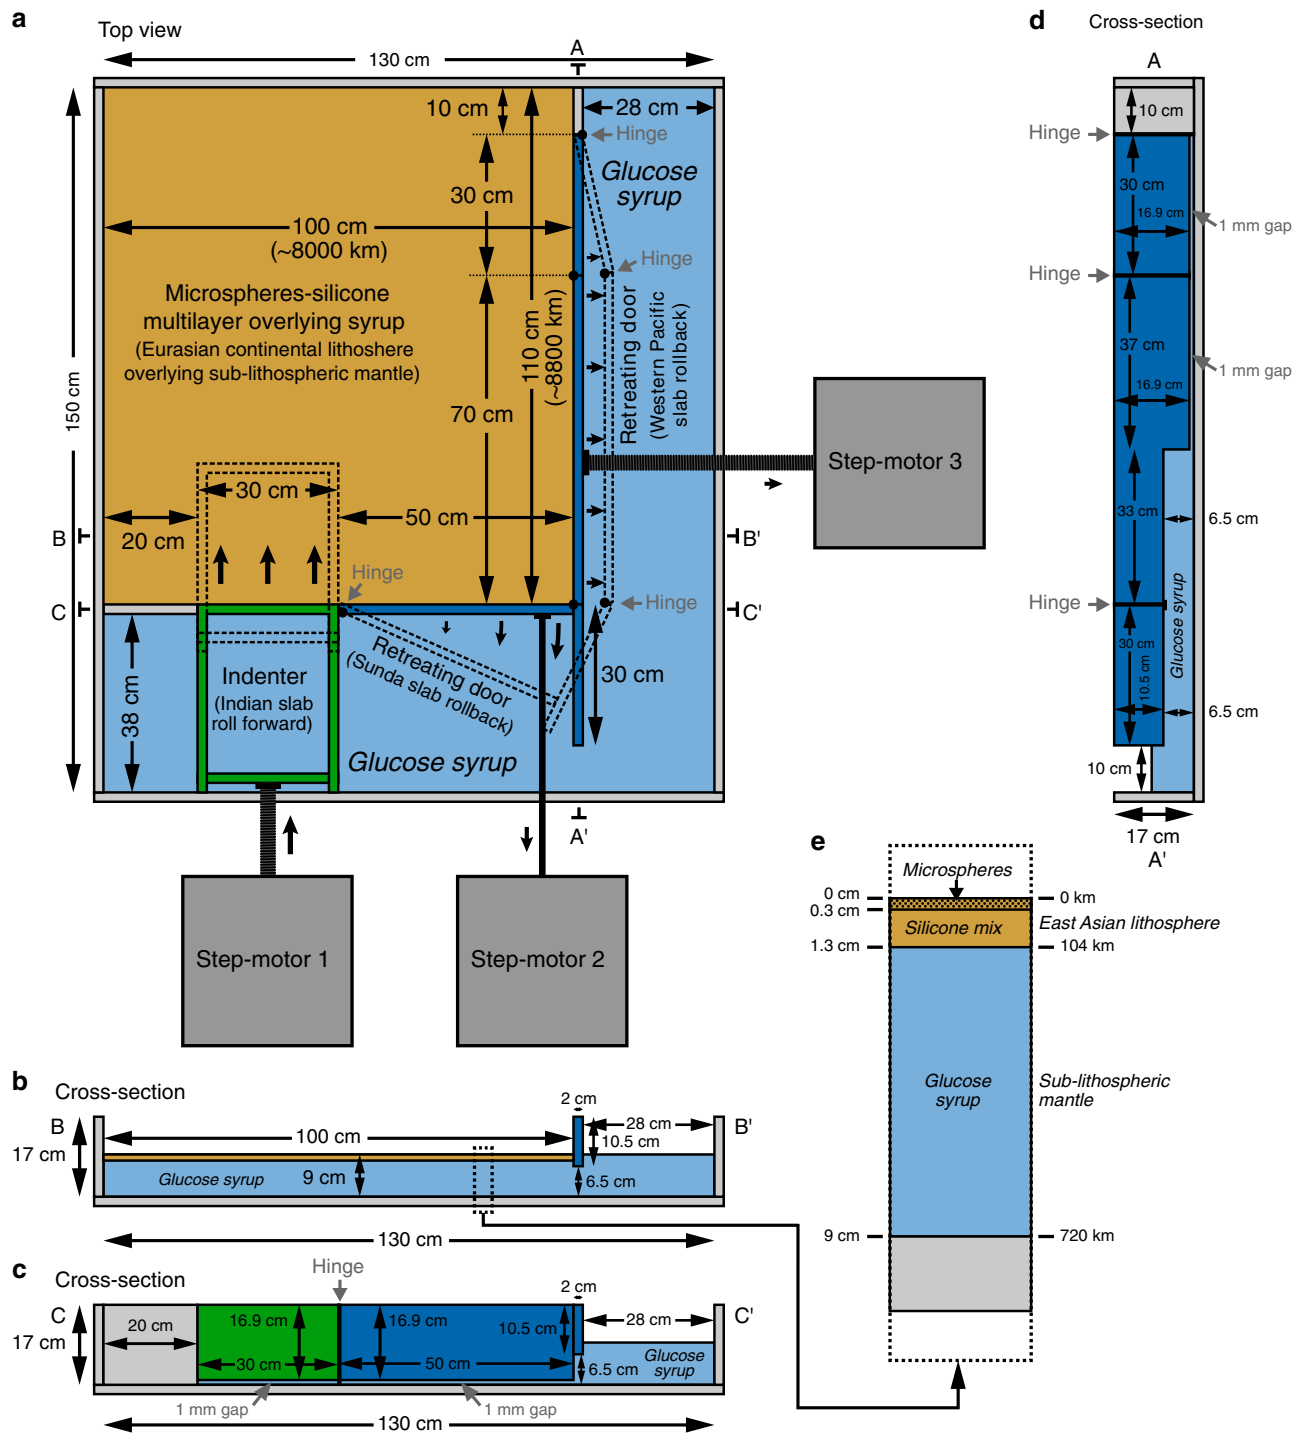 a
Top view
130 cm
A
10 cm
28 cm
Hinge
Glucose
syrup
30 cm
100 cm
(~8000 km)
Hinge
Microspheres-silicone
multilayer overlying syrup
(Eurasian continental lithoshere
overlying sub-lithospheric mantle)
110 cm
(~8800 km)
Retreating door
(Western Pacific
slab rollback)
150 cm
70 cm
Step-motor 3
30 cm
20 cm
50 cm
B
B'
Hinge
C
Hinge
C'
38 cm
Indenter
(Indian slab
roll forward)
Retreating door
(Sunda slab rollback)
30 cm
Glucose syrup
A'
Step-motor 1
Step-motor 2
b
Cross-section
B
17 cm
100 cm
2 cm
28 cm
10.5 cm
B'
Glucose syrup
9 cm
6.5 cm
130 cm
c
Cross-section
Hinge
C
17 cm
20 cm
16.9 cm
30 cm
16.9 cm
50 cm
2 cm
10.5 cm
28 cm
C'
6.5 cm
Glucose
syrup
1 mm gap
1 mm gap
130 cm
d
Cross-section
A
10 cm
Hinge
30 cm
16.9 cm
1 mm gap
Hinge
37 cm
1 mm gap
16.9 cm
33 cm
6.5 cm
Glucose syrup
Hinge
30 cm
10.5 cm
6.5 cm
10 cm
17 cm
A'
e
Microspheres
0 cm
0 km
0.3 cm
Silicone mix
East Asian lithosphere
1.3 cm
104 km
Glucose
syrup
Sub-lithospheric
mantle
9 cm
720 km